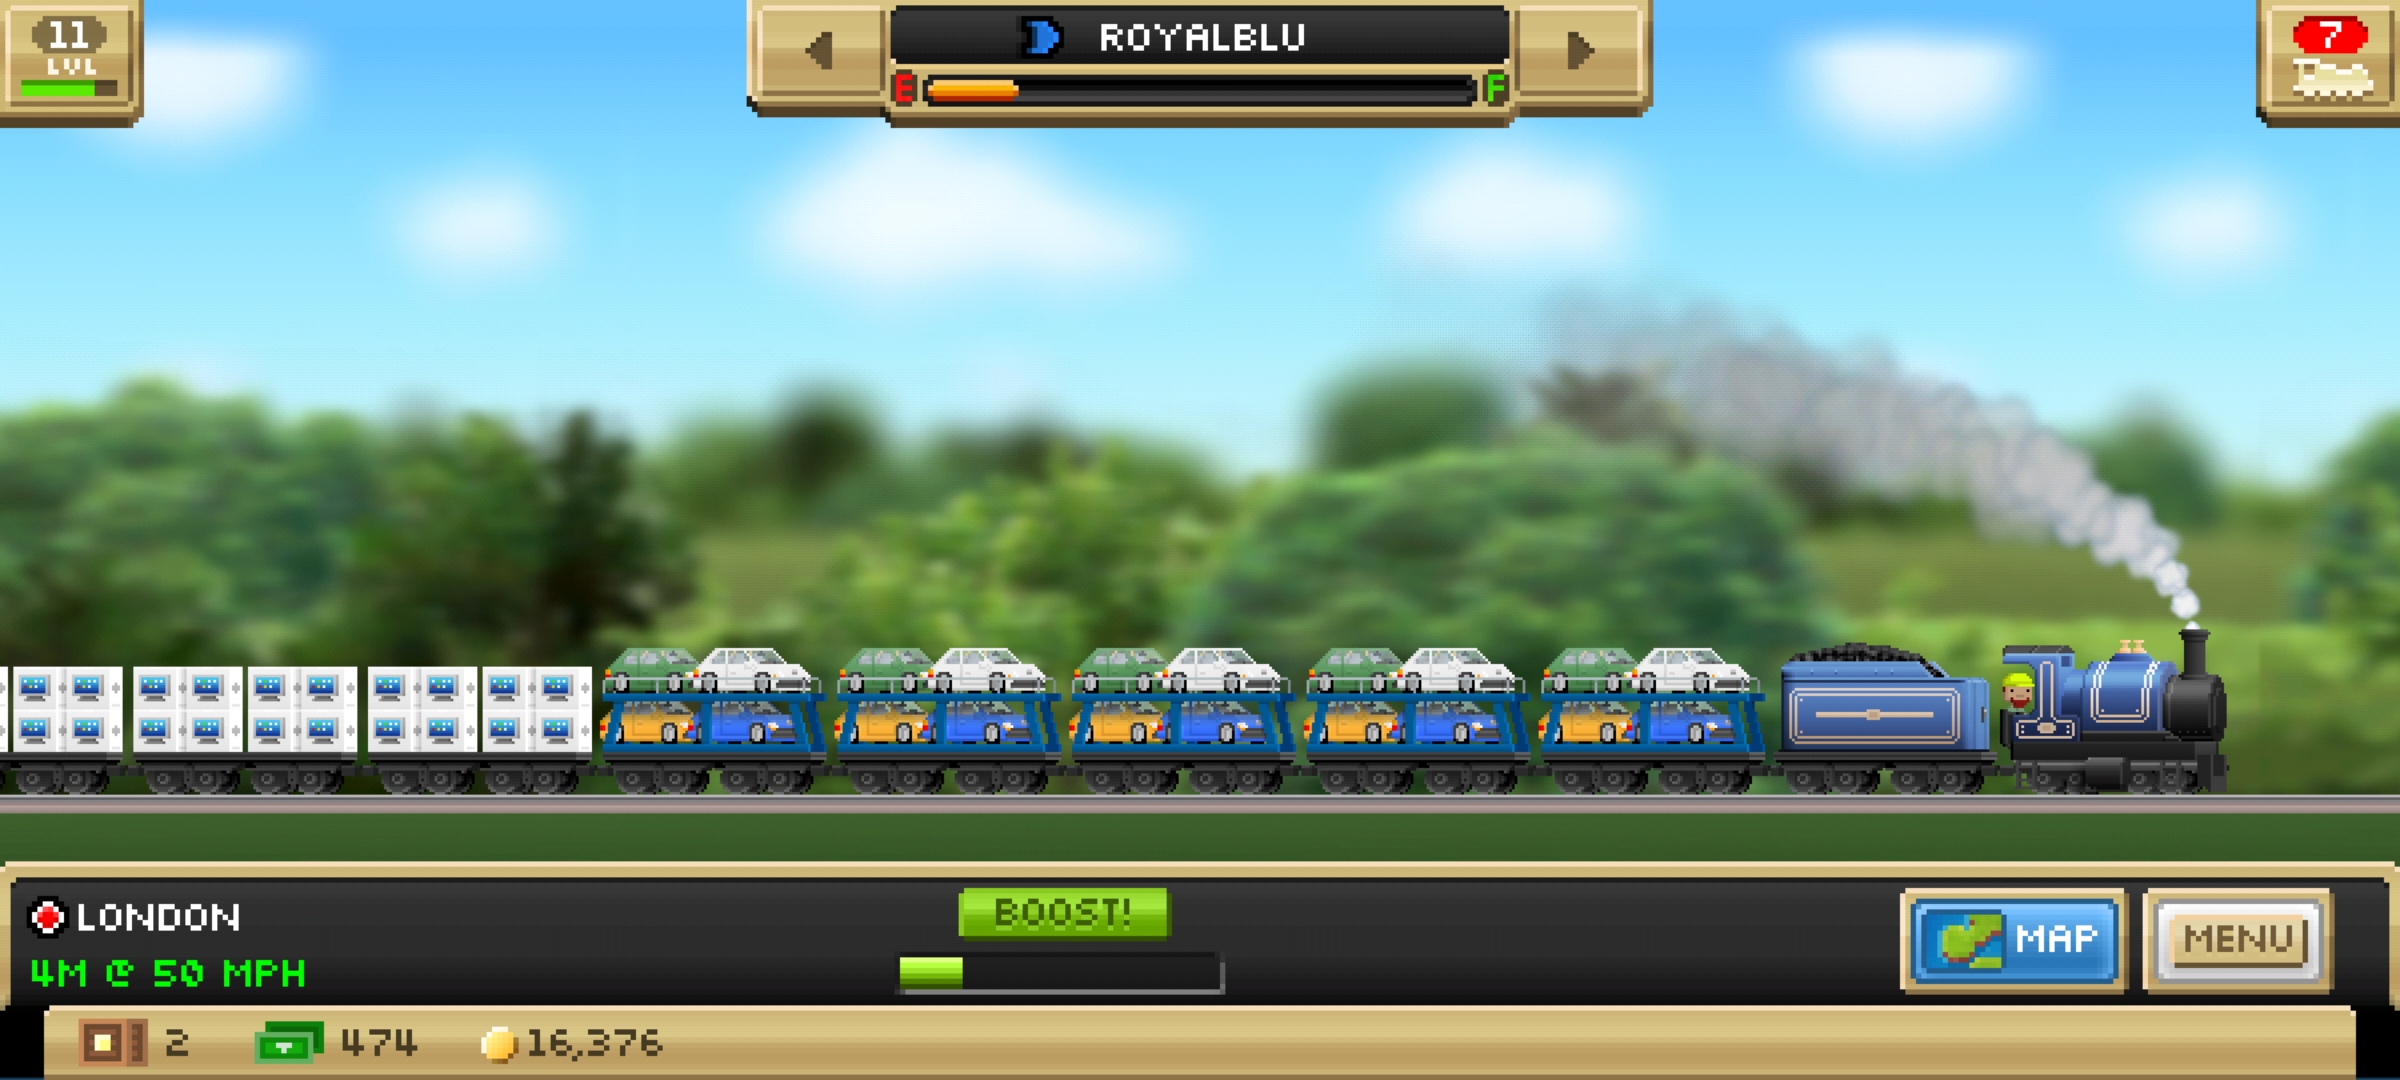 11
LVL
ROYALBLU
E F
7
LONDON
4M @ 50 MPH
BOOST!
MAP
MENU
2 474 16,376